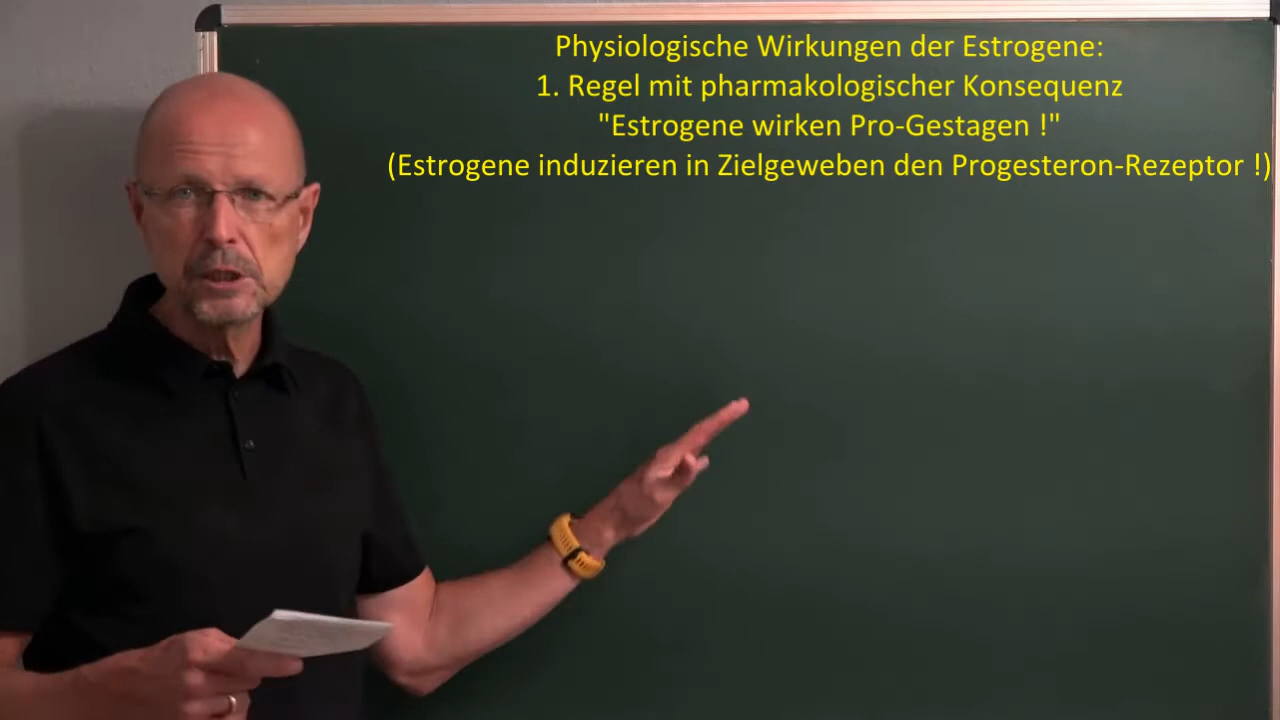 Physiologische Wirkungen der Estrogene:
1. Regel mit pharmakologischer Konsequenz
"Estrogene wirken Pro-Gestagen !"
(Estrogene induzieren in Zielgeweben den Progesteron-Rezeptor !)